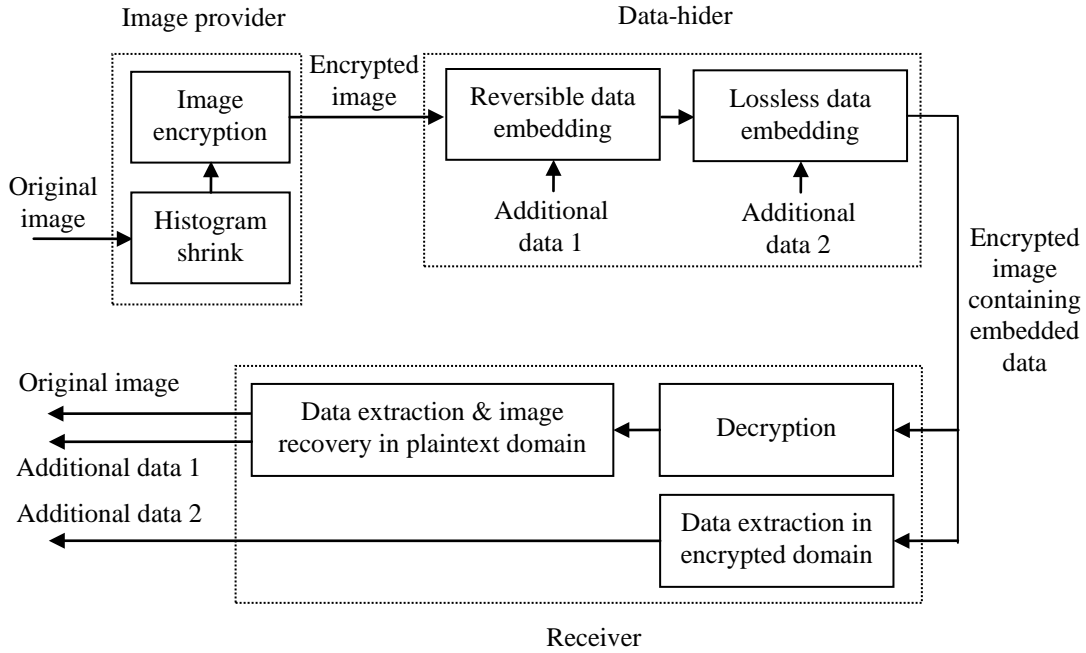 Image provider
Data-hider
Image
encryption
Encrypted
image
Reversible data
embedding
Lossless data
embedding
Original
image
Histogram
shrink
Additional
data 1
Additional
data 2
Encrypted
image
containing
embedded
data
Original image
Data extraction & image
recovery in plaintext domain
Decryption
Additional data 1
Additional data 2
Data extraction in
encrypted domain
Receiver